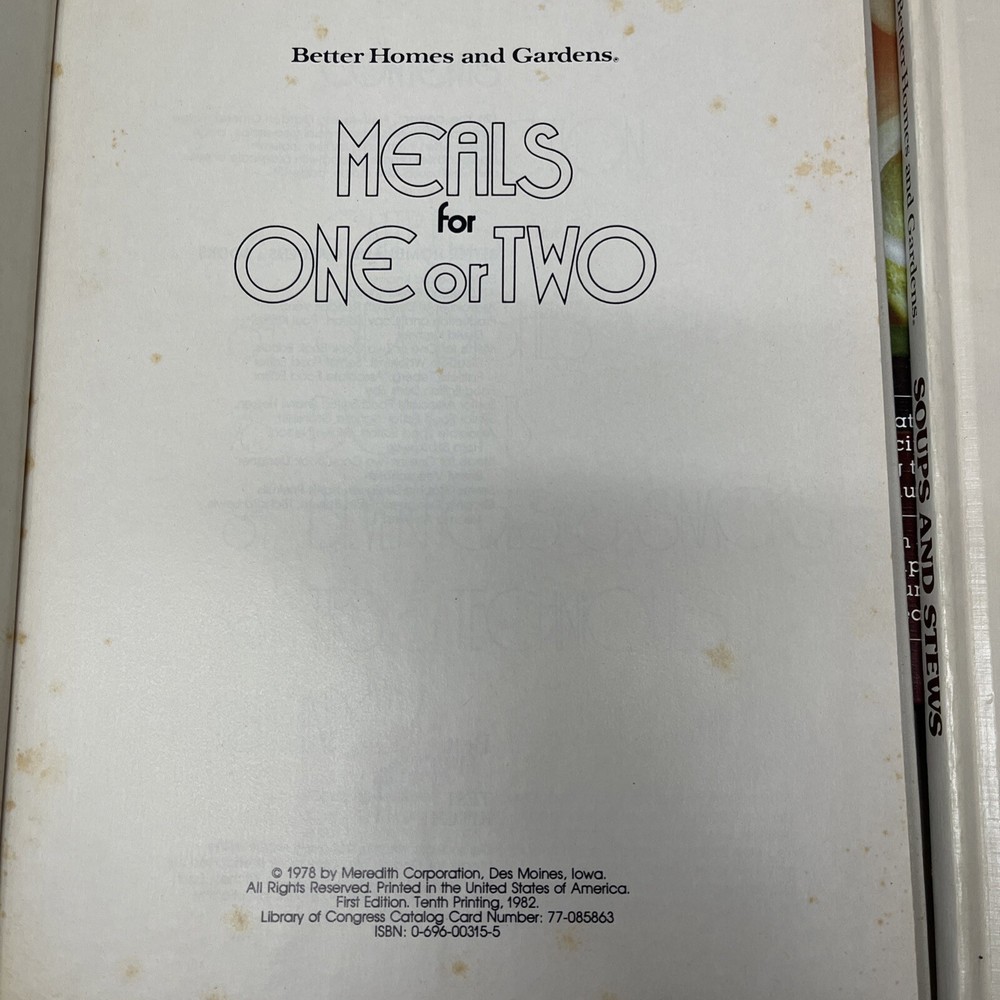 Better Homes and Gardens®
MEALS
for
ONE or TWO
© 1978 by Meredith Corporation, Des Moines, Iowa.
All Rights Reserved. Printed in the United States of America.
First Edition. Tenth Printing, 1982.
Library of Congress Catalog Card Number: 77-085863
ISBN: 0-696-00315-5
Better Homes and Gardens®
SOUPS AND STEWS